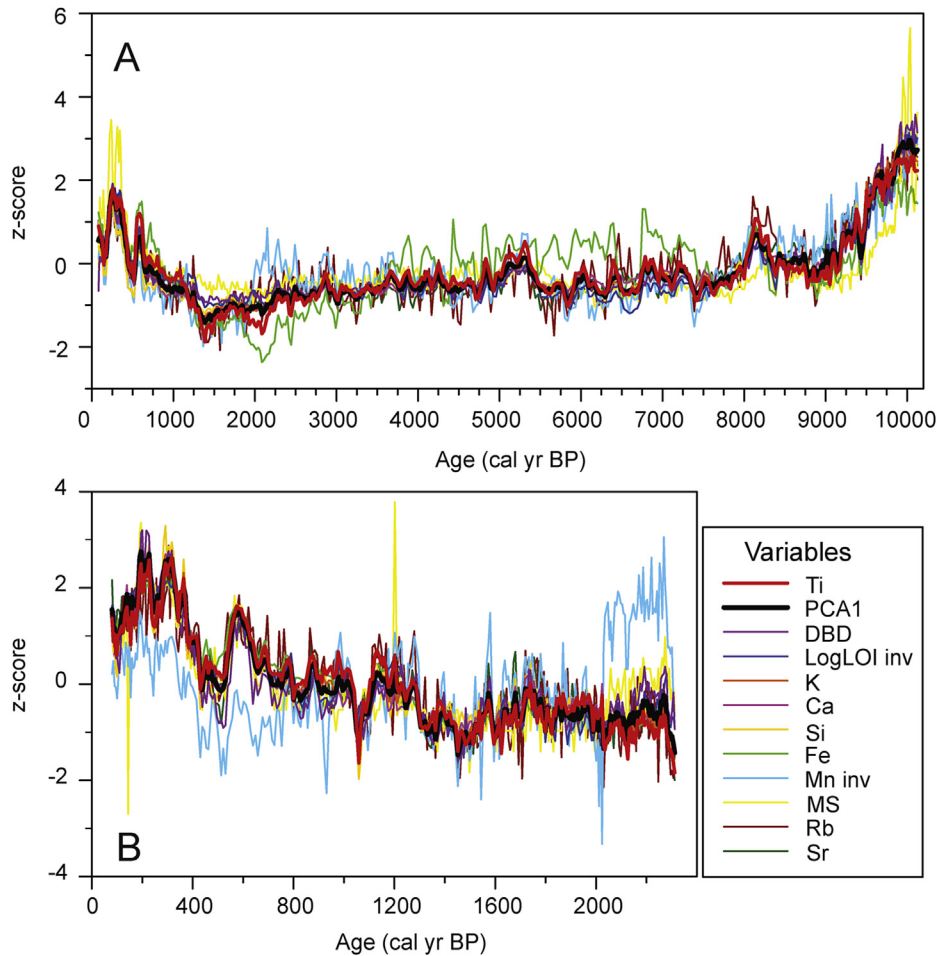 6
4
2
0
-2
z-score
A
0
1000
2000
3000
4000
5000
6000
7000
8000
9000
10000
Age (cal yr BP)
4
2
0
-2
-4
z-score
B
0
400
800
1200
1600
2000
Age (cal yr BP)
Variables
Ti
PCA1
DBD
LogLOI inv
K
Ca
Si
Fe
Mn inv
MS
Rb
Sr